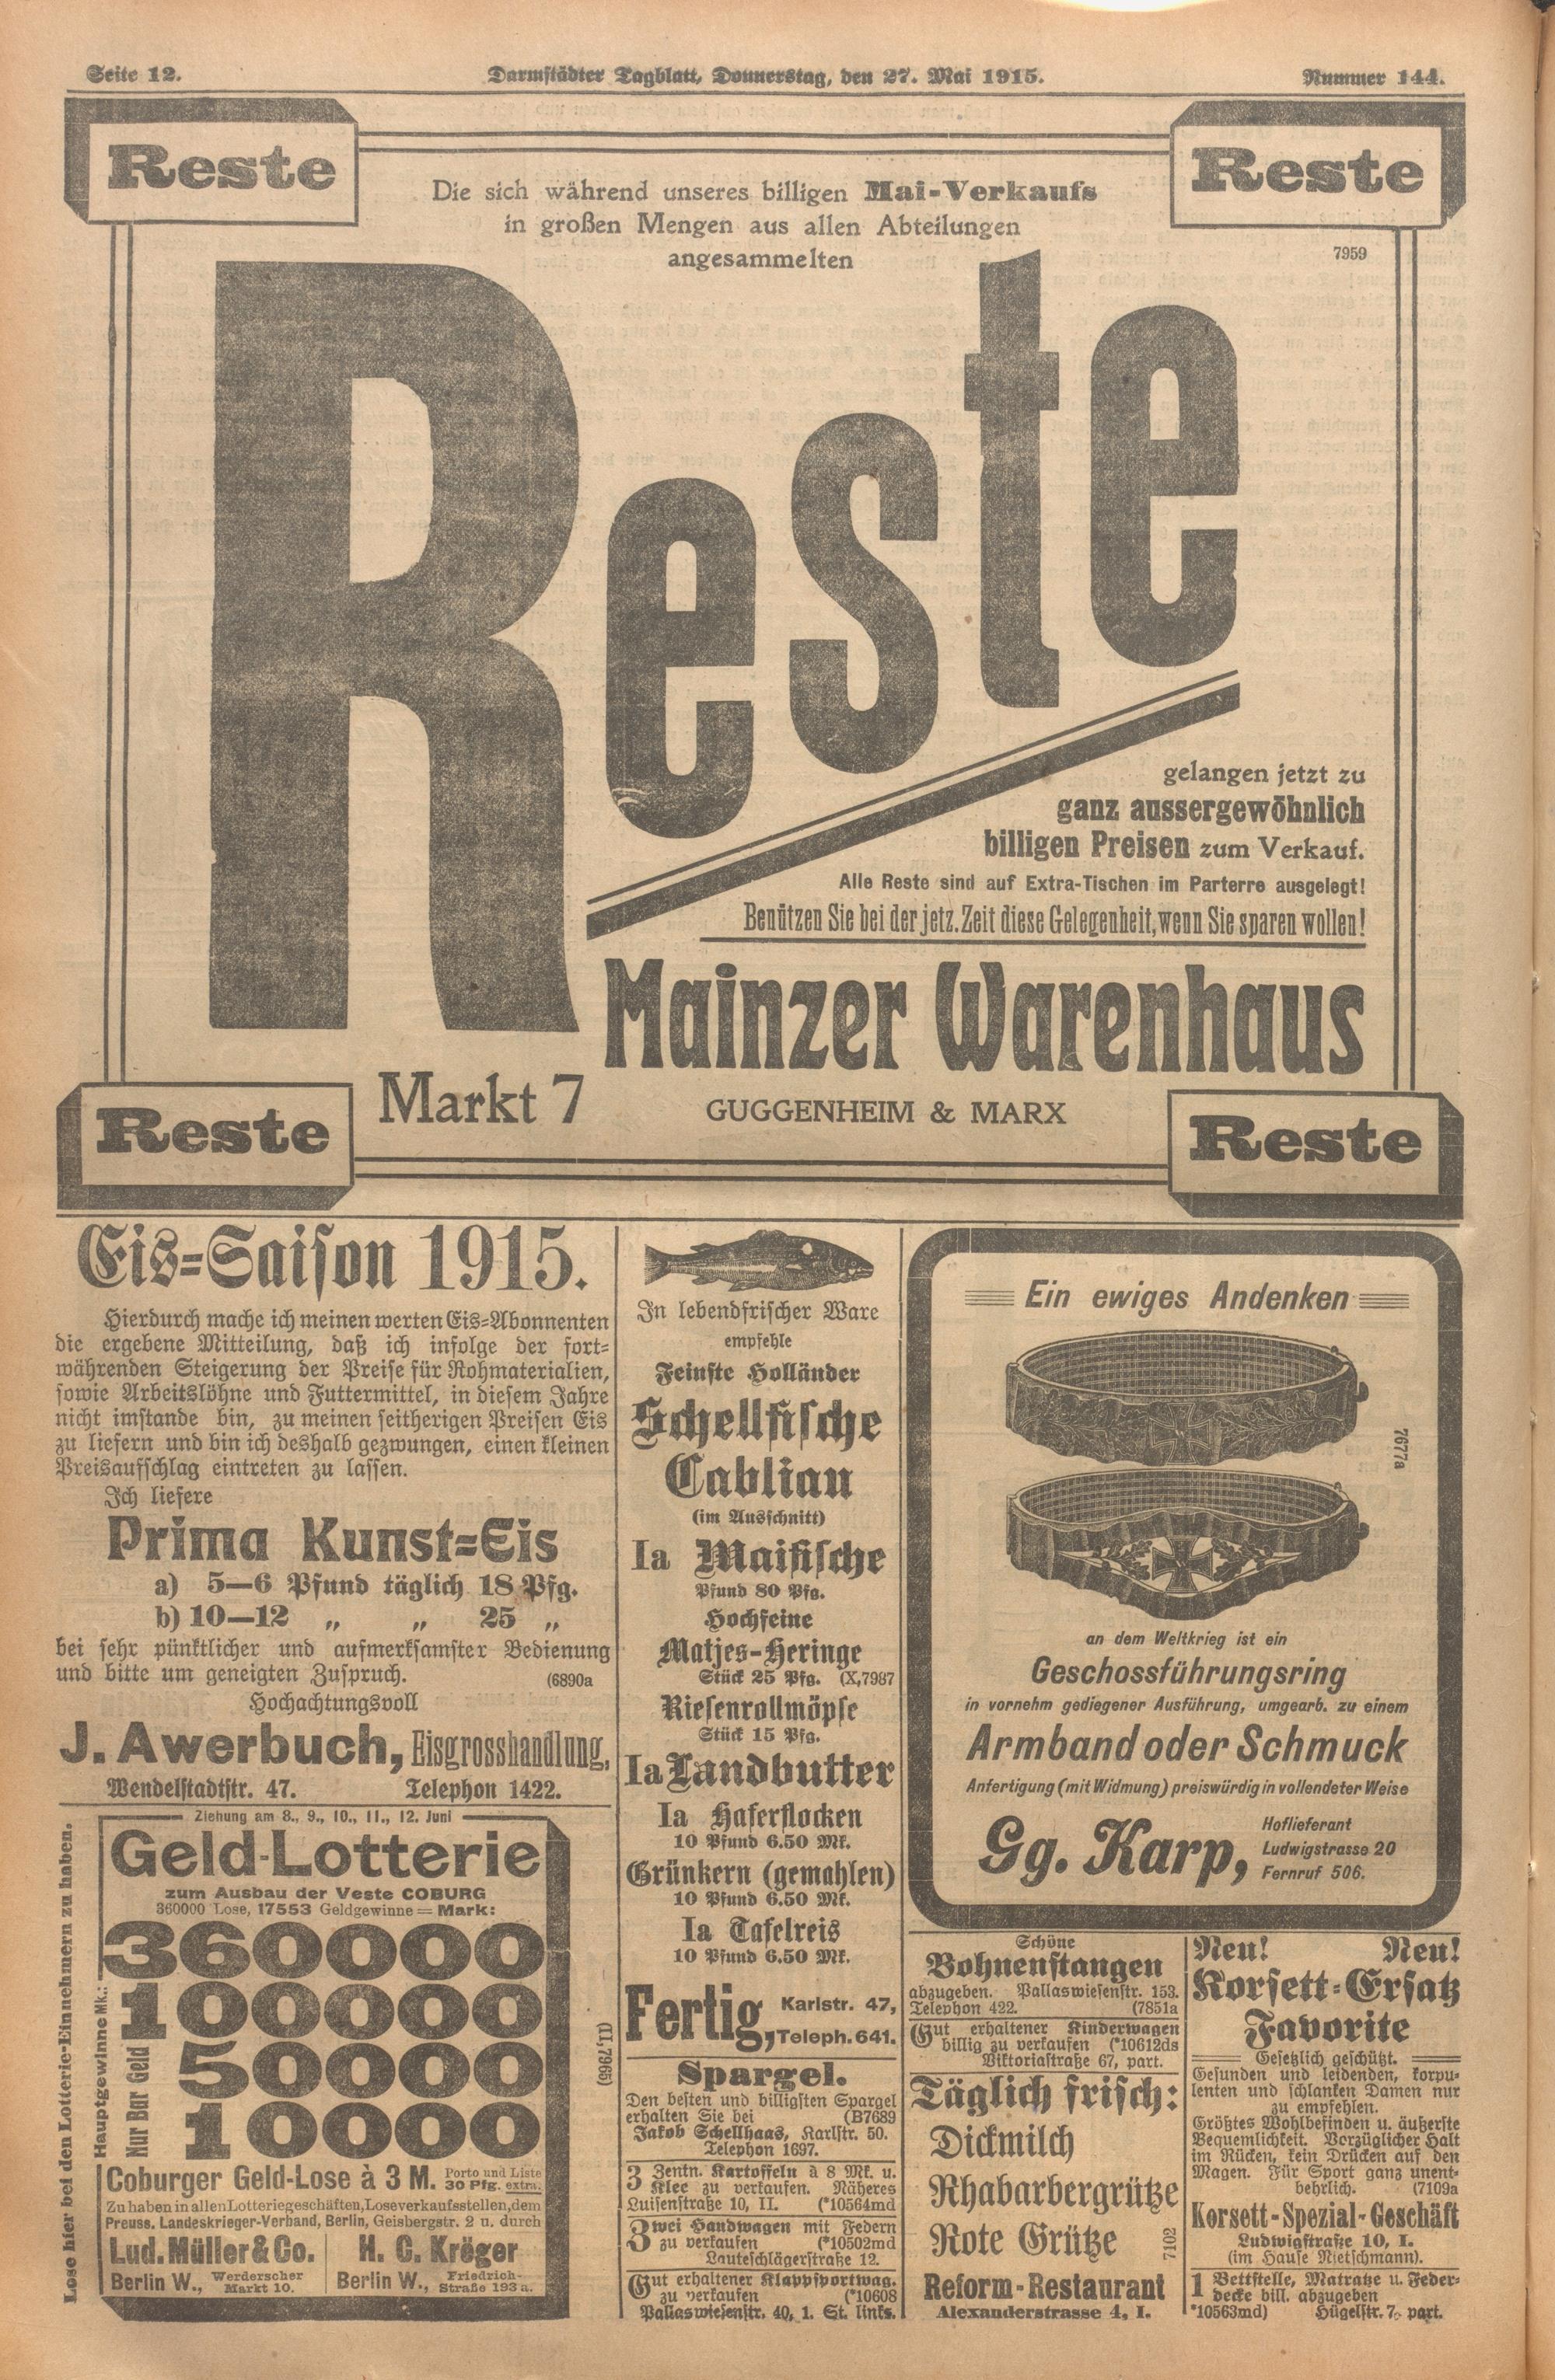 Seite 12.
Darmstädter Tagblatt, Donnerstag, den 27. Mai 1915.
Nummer 144.
Reste
Reste
Die sich während unseres billigen Mai-Verkaufs
in großen Mengen aus allen Abteilungen
angesammelten
7959
Reste
gelangen jetzt zu
ganz aussergewöhnlich
billigen Preisen zum Verkauf.
Alle Reste sind auf Extra-Tischen im Parterre ausgelegt!
Benützen Sie bei der jetz. Zeit diese Gelegenheit, wenn Sie sparen wollen!
Mainzer Warenhaus
Markt 7
GUGGENHEIM & MARX
Reste
Reste
Eis=Saison 1915.
Hierdurch mache ich meinen werten Eis=Abonnenten
die ergebene Mitteilung, daß ich infolge der fort=
währenden Steigerung der Preise für Rohmaterialien,
sowie Arbeitslöhne und Futtermittel, in diesem Jahre
nicht imstande bin, zu meinen seitherigen Preisen Eis
zu liefern und bin ich deshalb gezwungen, einen kleinen
Preisaufschlag eintreten zu lassen.
Ich liefere
Prima Kunst=Eis
a) 5—6 Pfund täglich 18 Pfg.
b) 10—12 „ „ 25 „
bei sehr pünktlicher und aufmerksamster Bedienung
und bitte um geneigten Zuspruch. (6890a
Hochachtungsvoll
J. Awerbuch, Eisgrosshandlung,
Wendelstadtstr. 47. Telephon 1422.
Lose hier bei den Lotterie-Einnehmern zu haben.
Ziehung am 8., 9., 10., 11., 12. Juni
Geld-Lotterie
zum Ausbau der Veste COBURG
360000 Lose, 17553 Geldgewinne = Mark:
360000
Hauptgewinne Mk.:
100000
Nur Bar Geld
50000
10000
(II,7965)
Coburger Geld-Lose à 3 M. Porto und Liste
30 Pfg. extra.
Zu haben in allen Lotteriegeschäften, Loseverkaufsstellen, dem
Preuss. Landeskrieger-Verband, Berlin, Geisbergstr. 2 u. durch
Lud. Müller & Co.
Berlin W., Werderscher
Markt 10.
H. C. Kröger
Berlin W., Friedrich-
Straße 193 a.
In lebendfrischer Ware
empfehle
Feinste Holländer
Schellfische
Cabliau
(im Ausschnitt)
Ia Maifische
Pfund 80 Pfg.
Hochfeine
Matjes-Heringe
Stück 25 Pfg. (X,7987
Riesenrollmöpse
Stück 15 Pfg.
Ia Landbutter
Ia Haferflocken
10 Pfund 6.50 Mk.
Grünkern (gemahlen)
10 Pfund 6.50 Mk.
Ia Tafelreis
10 Pfund 6.50 Mk.
Fertig, Karlstr. 47,
Teleph. 641.
Spargel.
Den besten und billigsten Spargel
erhalten Sie bei (B7689
Jakob Schellhaas, Karlstr. 50.
Telephon 1697.
3 Zentn. Kartoffeln à 8 Mk. u.
Klee zu verkaufen. Näheres
Luisenstraße 10, II. (*10564md
Zwei Handwagen mit Federn
zu verkaufen (*10502md
Lauteschlägerstraße 12.
Gut erhaltener Klappsportwag.
zu verkaufen (*10608
Pallaswiesenstr. 40, 1. St. links.
Ein ewiges Andenken
7677a
an dem Weltkrieg ist ein
Geschossführungsring
in vornehm gediegener Ausführung, umgearb. zu einem
Armband oder Schmuck
Anfertigung (mit Widmung) preiswürdig in vollendeter Weise
Gg. Karp,
Hoflieferant
Ludwigstrasse 20
Fernruf 506.
Schöne
Bohnenstangen
abzugeben. Pallaswiesenstr. 153.
Telephon 422. (7851a
Gut erhaltener Kinderwagen
billig zu verkaufen (*10612ds
Viktoriastraße 67, part.
Täglich frisch:
Dickmilch
Rhabarbergrütze
Rote Grütze
7102
Reform-Restaurant
Alexanderstrasse 4, I.
Neu! Neu!
Korsett=Ersatz
Favorite
Gesetzlich geschützt.
Gesunden und leidenden, korpu=
lenten und schlanken Damen nur
zu empfehlen.
Größtes Wohlbefinden u. äußerste
Bequemlichkeit. Vorzüglicher Halt
im Rücken, kein Drücken auf den
Magen. Für Sport ganz unent=
behrlich. (7109a
Korsett-Spezial-Geschäft
Ludwigstraße 10, I.
(im Hause Nietschmann).
1 Bettstelle, Matratze u. Feder=
decke bill. abzugeben
*10563md) Hügelstr. 7, part.